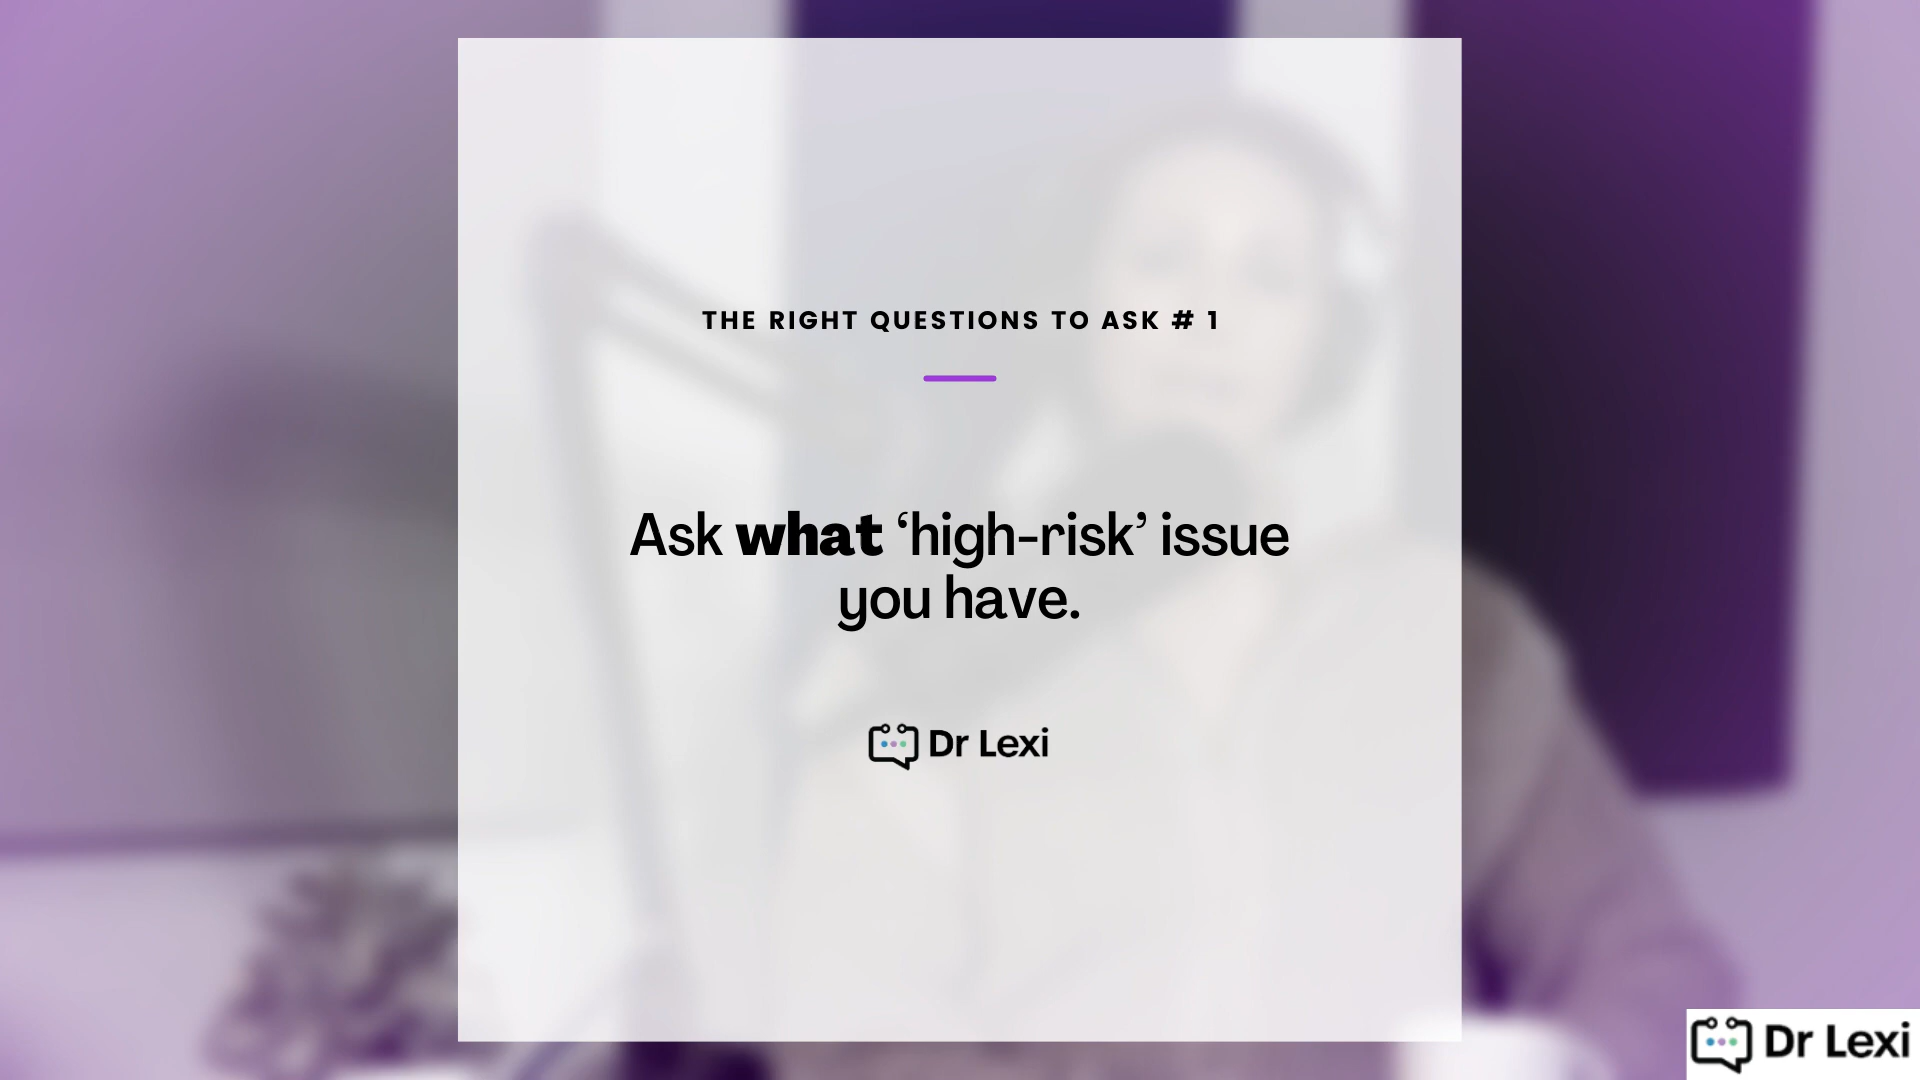 THE RIGHT QUESTIONS TO ASK # 1
Ask what ‘high-risk’ issue
you have.
Dr Lexi
Dr Lexi